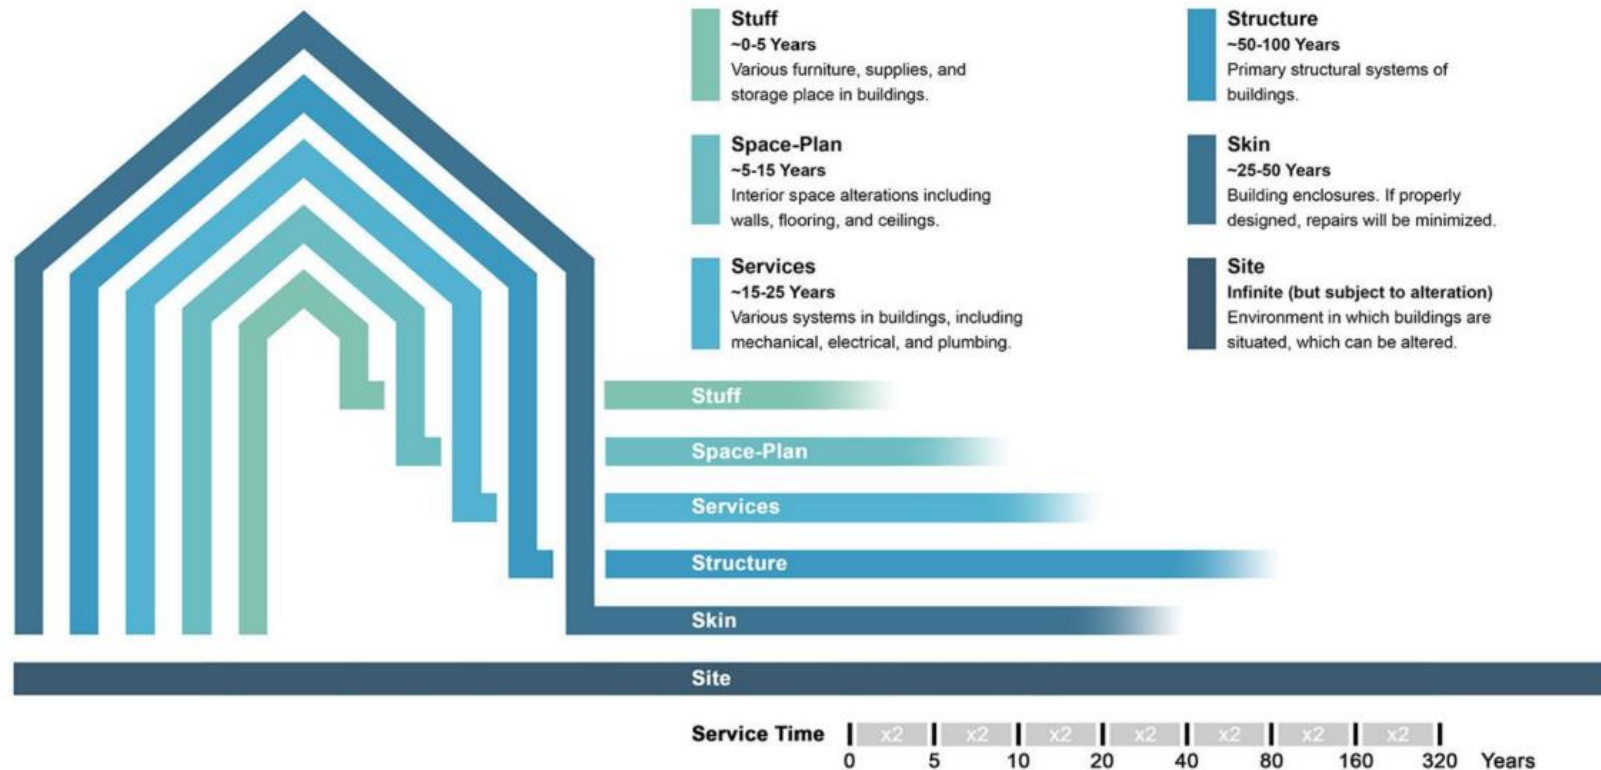 Stuff
~0-5 Years
Various furniture, supplies, and
storage place in buildings.
Structure
~50-100 Years
Primary structural systems of
buildings.
Space-Plan
~5-15 Years
Interior space alterations including
walls, flooring, and ceilings.
Skin
~25-50 Years
Building enclosures. If properly
designed, repairs will be minimized.
Services
~15-25 Years
Various systems in buildings, including
mechanical, electrical, and plumbing.
Site
Infinite (but subject to alteration)
Environment in which buildings are
situated, which can be altered.
Stuff
Space-Plan
Services
Structure
Skin
Site
Service Time x2 x2 x2 x2 x2 x2 x2
0 5 10 20 40 80 160 320 Years